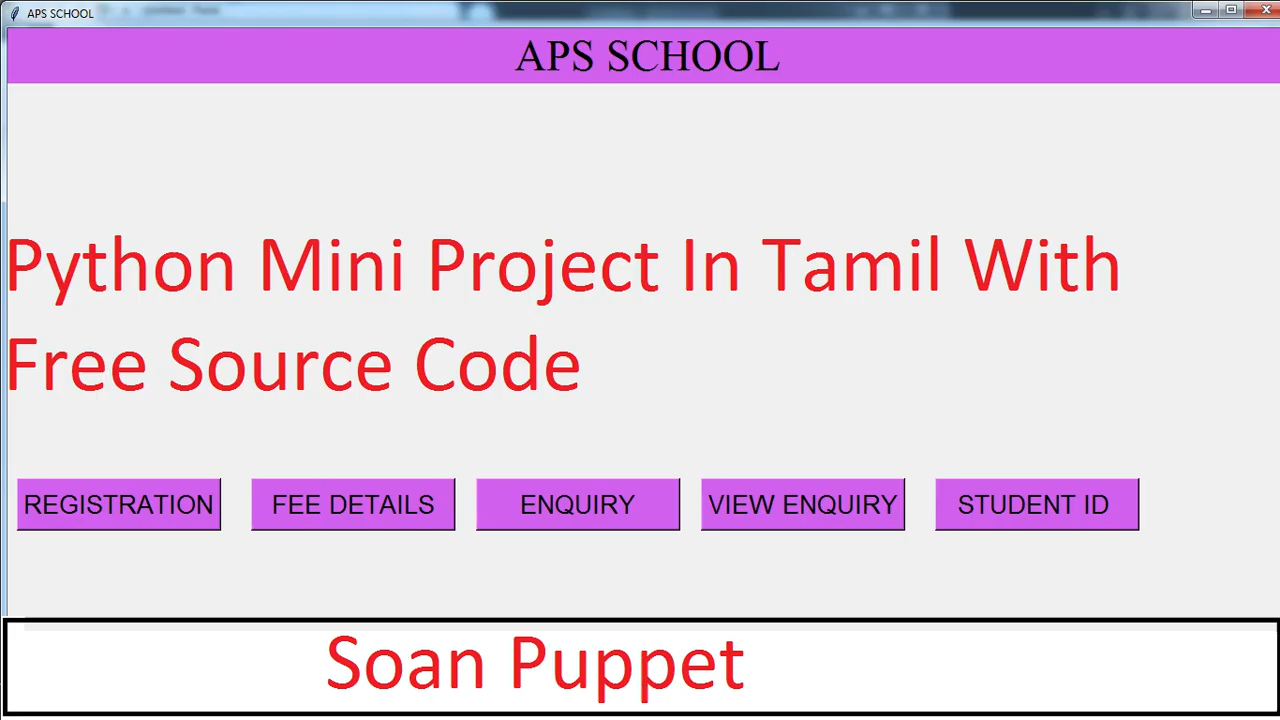 APS SCHOOL
APS SCHOOL
Python Mini Project In Tamil With
Free Source Code
REGISTRATION
FEE DETAILS
ENQUIRY
VIEW ENQUIRY
STUDENT ID
Soan Puppet